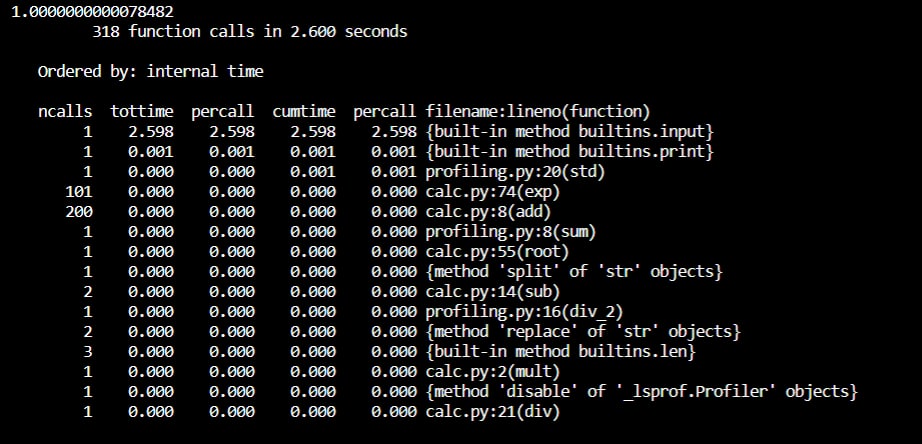 1.0000000000078482
318 function calls in 2.600 seconds
Ordered by: internal time
ncalls tottime percall cumtime percall filename:lineno(function)
1 2.598 2.598 2.598 2.598 {built-in method builtins.input}
1 0.001 0.001 0.001 0.001 {built-in method builtins.print}
1 0.000 0.000 0.001 0.001 profiling.py:20(std)
101 0.000 0.000 0.000 0.000 calc.py:74(exp)
200 0.000 0.000 0.000 0.000 calc.py:8(add)
1 0.000 0.000 0.000 0.000 profiling.py:8(sum)
1 0.000 0.000 0.000 0.000 calc.py:55(root)
1 0.000 0.000 0.000 0.000 {method 'split' of 'str' objects}
2 0.000 0.000 0.000 0.000 calc.py:14(sub)
1 0.000 0.000 0.000 0.000 profiling.py:16(div_2)
2 0.000 0.000 0.000 0.000 {method 'replace' of 'str' objects}
3 0.000 0.000 0.000 0.000 {built-in method builtins.len}
1 0.000 0.000 0.000 0.000 calc.py:2(mult)
1 0.000 0.000 0.000 0.000 {method 'disable' of '_lsprof.Profiler' objects}
1 0.000 0.000 0.000 0.000 calc.py:21(div)